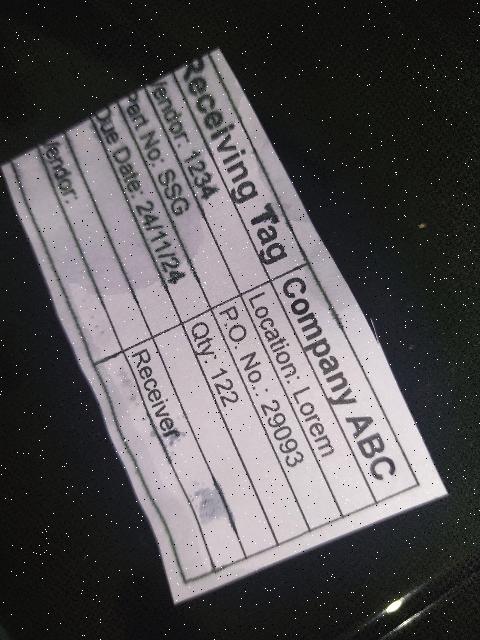 Receiving Tag Company ABC
Vendor: 1234 Location: Lorem
Part No: SSG P.O. No.: 29093
Due Date: 24/11/24 Qty: 122
Vendor: Receiver: